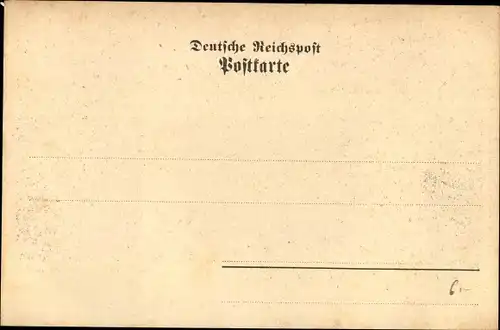 Deutsche Reichspost
Postkarte